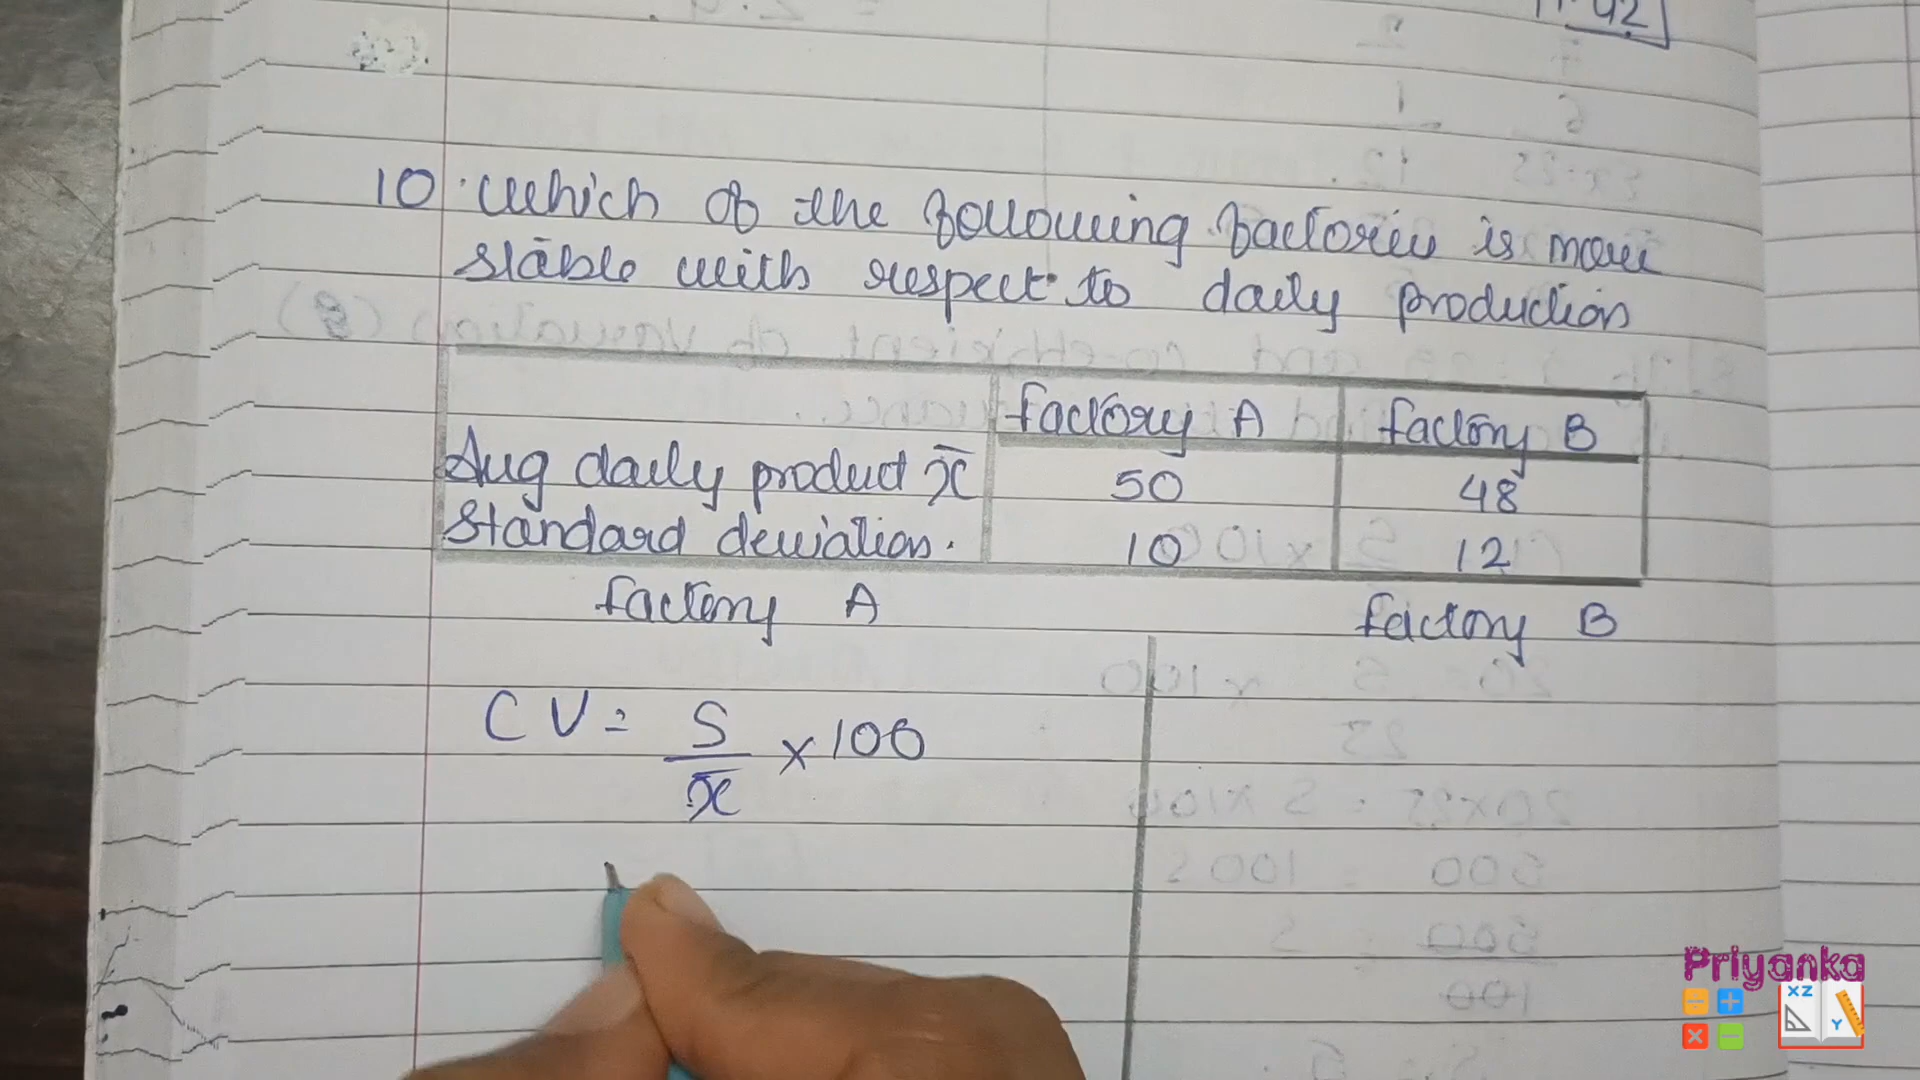 10. which of the following factories is more
stable with respect to daily production
factory A factory B
Avg daily product x̄ 50 48
Standard deviation. 10 12
factory A factory B
CV = S/x̄ × 100
Priyanka
XZ
Y